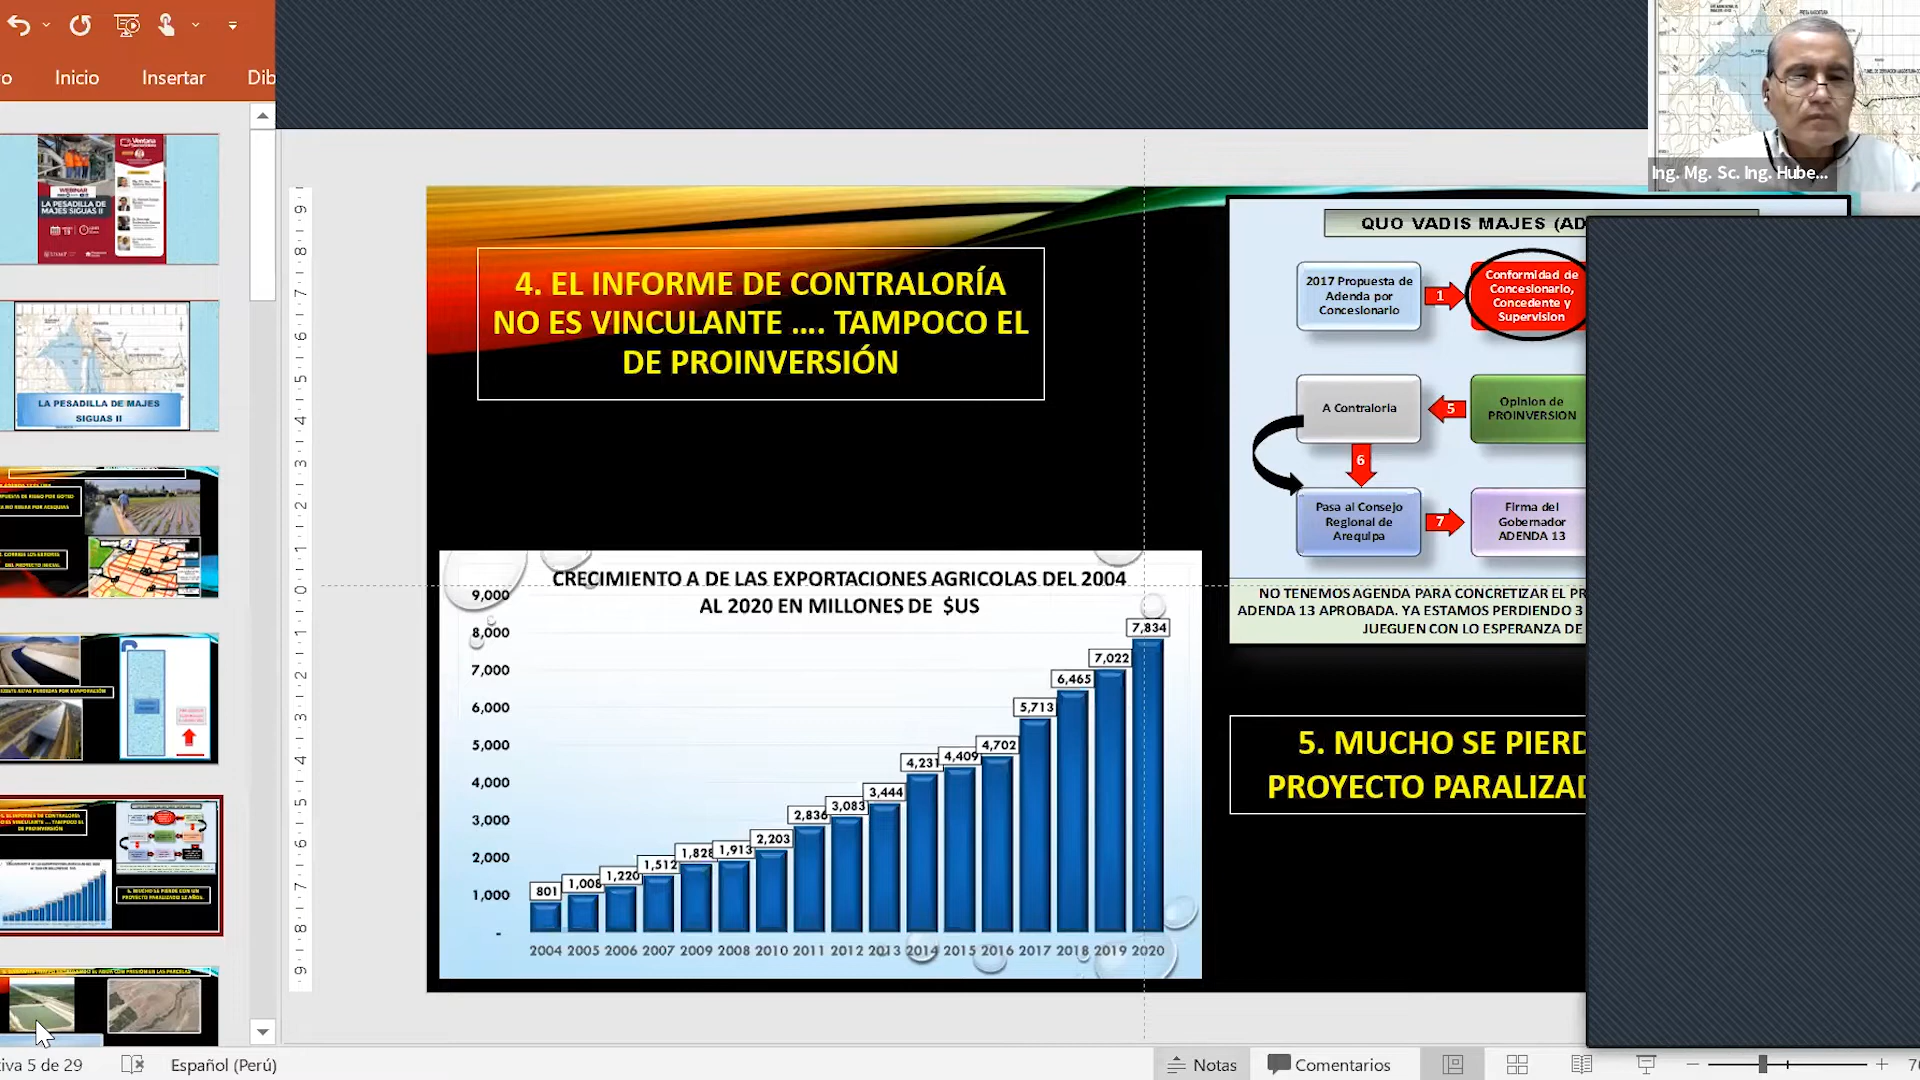 Inicio
Insertar
Dib
Ing. Mg. Sc. Ing. Hube...
WEBINAR
LA PESADILLA DE
MAJES SIGUAS II
LA PESADILLA DE MAJES
SIGUAS II
4. EL INFORME DE CONTRALORÍA
NO ES VINCULANTE .... TAMPOCO EL
DE PROINVERSIÓN
QUO VADIS MAJES (AD
2017 Propuesta de
Adenda por
Concesionario
1
Conformidad de
Concesionario,
Concedente y
Supervision
A Contraloria
5
Opinion de
PROINVERSION
6
Pasa al Consejo
Regional de
Arequipa
7
Firma del
Gobernador
ADENDA 13
NO TENEMOS AGENDA PARA CONCRETIZAR EL PR
ADENDA 13 APROBADA. YA ESTAMOS PERDIENDO 3
JUEGUEN CON LO ESPERANZA DE
5. MUCHO SE PIERD
PROYECTO PARALIZAD
CRECIMIENTO A DE LAS EXPORTACIONES AGRICOLAS DEL 2004
AL 2020 EN MILLONES DE $US
9,000
8,000
7,000
6,000
5,000
4,000
3,000
2,000
1,000
-
801
1,008
1,220
1,512
1,828
1,913
2,203
2,836
3,083
3,444
4,231
4,409
4,702
5,713
6,465
7,022
7,834
2004 2005 2006 2007 2009 2008 2010 2011 2012 2013 2014 2015 2016 2017 2018 2019 2020
iva 5 de 29
Español (Perú)
Notas
Comentarios